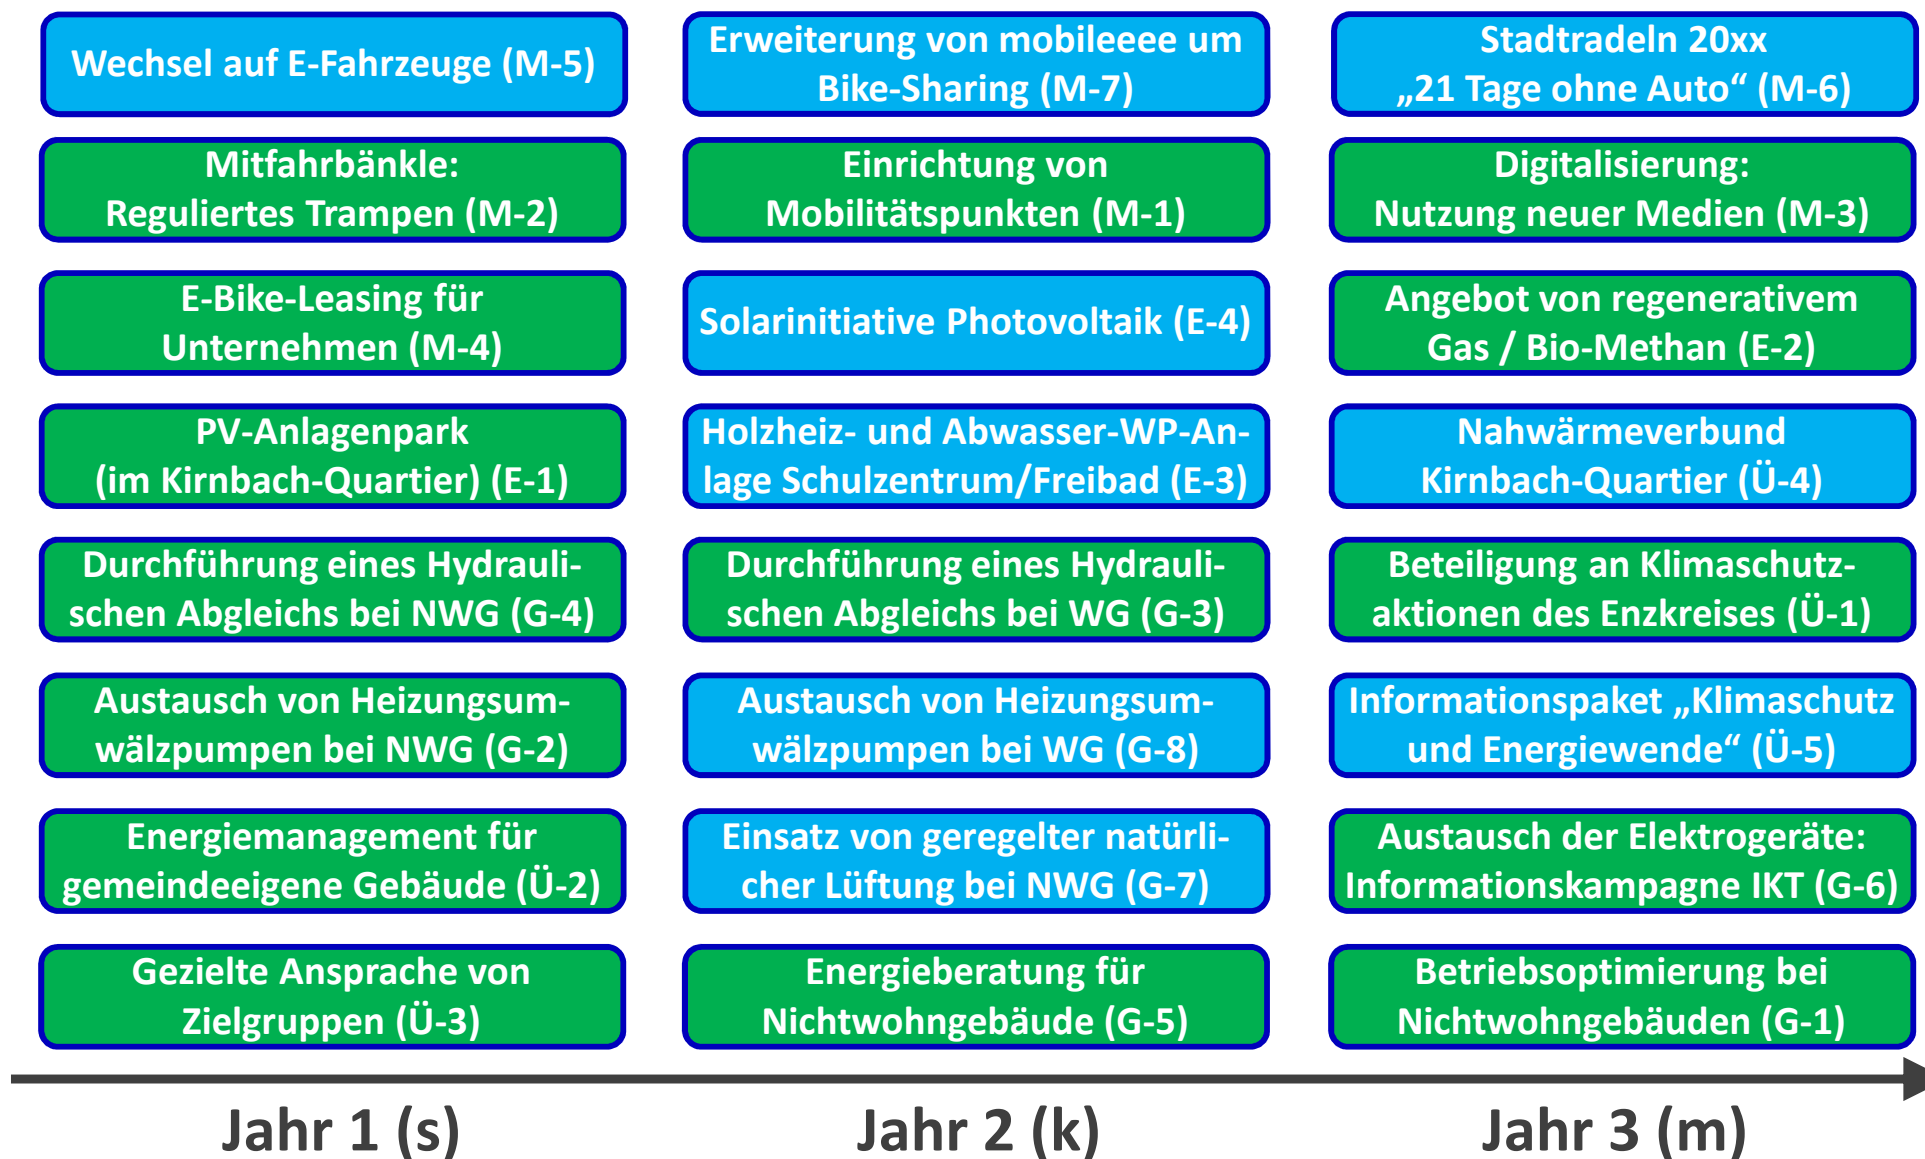 Wechsel auf E-Fahrzeuge (M-5)
Erweiterung von mobileeee um
Bike-Sharing (M-7)
Stadtradeln 20xx
„21 Tage ohne Auto“ (M-6)
Mitfahrbänkle:
Reguliertes Trampen (M-2)
Einrichtung von
Mobilitätspunkten (M-1)
Digitalisierung:
Nutzung neuer Medien (M-3)
E-Bike-Leasing für
Unternehmen (M-4)
Solarinitiative Photovoltaik (E-4)
Angebot von regenerativem
Gas / Bio-Methan (E-2)
PV-Anlagenpark
(im Kirnbach-Quartier) (E-1)
Holzheiz- und Abwasser-WP-An-
lage Schulzentrum/Freibad (E-3)
Nahwärmeverbund
Kirnbach-Quartier (Ü-4)
Durchführung eines Hydrauli-
schen Abgleichs bei NWG (G-4)
Durchführung eines Hydrauli-
schen Abgleichs bei WG (G-3)
Beteiligung an Klimaschutz-
aktionen des Enzkreises (Ü-1)
Austausch von Heizungsum-
wälzpumpen bei NWG (G-2)
Austausch von Heizungsum-
wälzpumpen bei WG (G-8)
Informationspaket „Klimaschutz
und Energiewende“ (Ü-5)
Energiemanagement für
gemeindeeigene Gebäude (Ü-2)
Einsatz von geregelter natürli-
cher Lüftung bei NWG (G-7)
Austausch der Elektrogeräte:
Informationskampagne IKT (G-6)
Gezielte Ansprache von
Zielgruppen (Ü-3)
Energieberatung für
Nichtwohngebäude (G-5)
Betriebsoptimierung bei
Nichtwohngebäuden (G-1)
Jahr 1 (s)
Jahr 2 (k)
Jahr 3 (m)